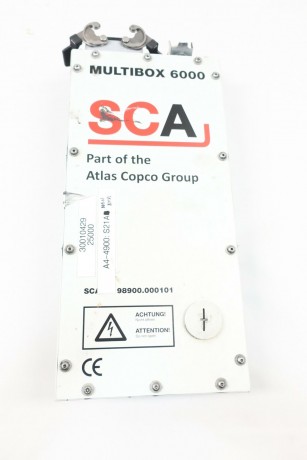 MULTIBOX 6000
SCA
Part of the
Atlas Copco Group
30010429
25000
A4-4900: S21A
SCA 98900.000101
ACHTUNG!
ATTENTION!
CE